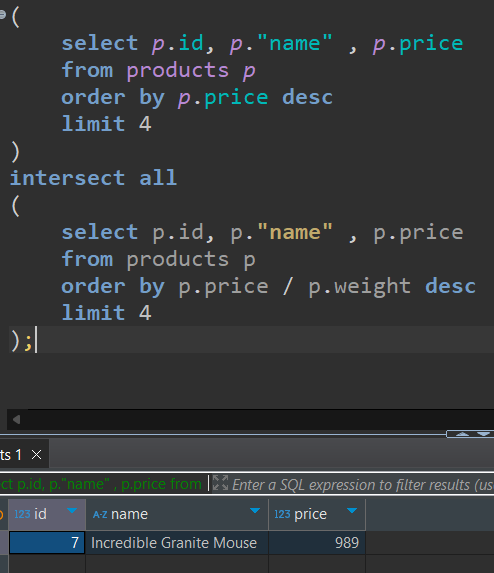 (
select p.id, p."name" , p.price
from products p
order by p.price desc
limit 4
)
intersect all
(
select p.id, p."name" , p.price
from products p
order by p.price / p.weight desc
limit 4
);
ts 1 ×
ct p.id, p."name" , p.price from Enter a SQL expression to filter results (us
123 id A-Z name 123 price
7 Incredible Granite Mouse 989